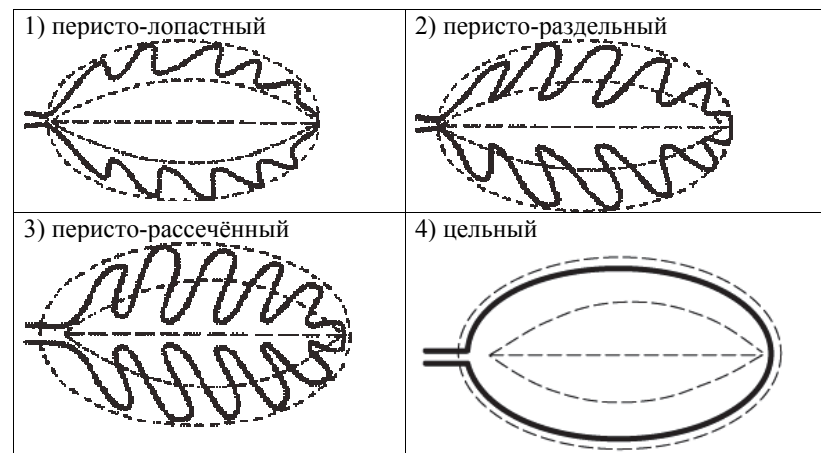 1) перисто-лопастный
2) перисто-раздельный
3) перисто-рассечённый
4) цельный